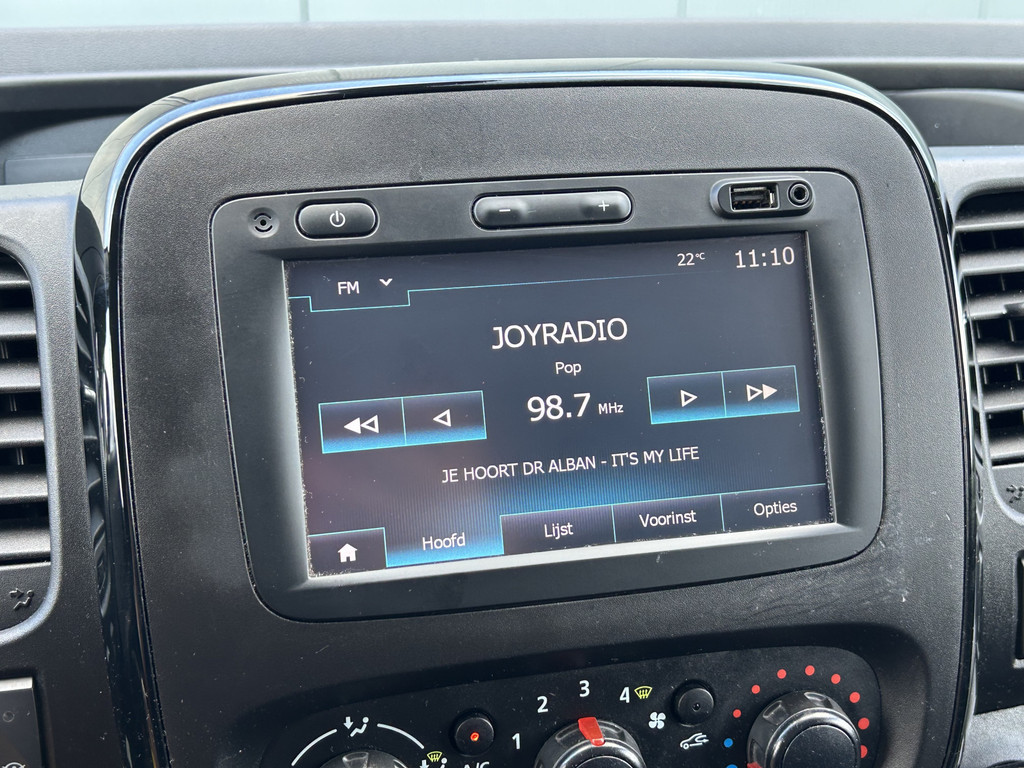 22°C 11:10
FM
JOYRADIO
Pop
98.7 MHz
JE HOORT DR ALBAN - IT'S MY LIFE
Hoofd Lijst Voorinst Opties
1 2 3 4
A/C